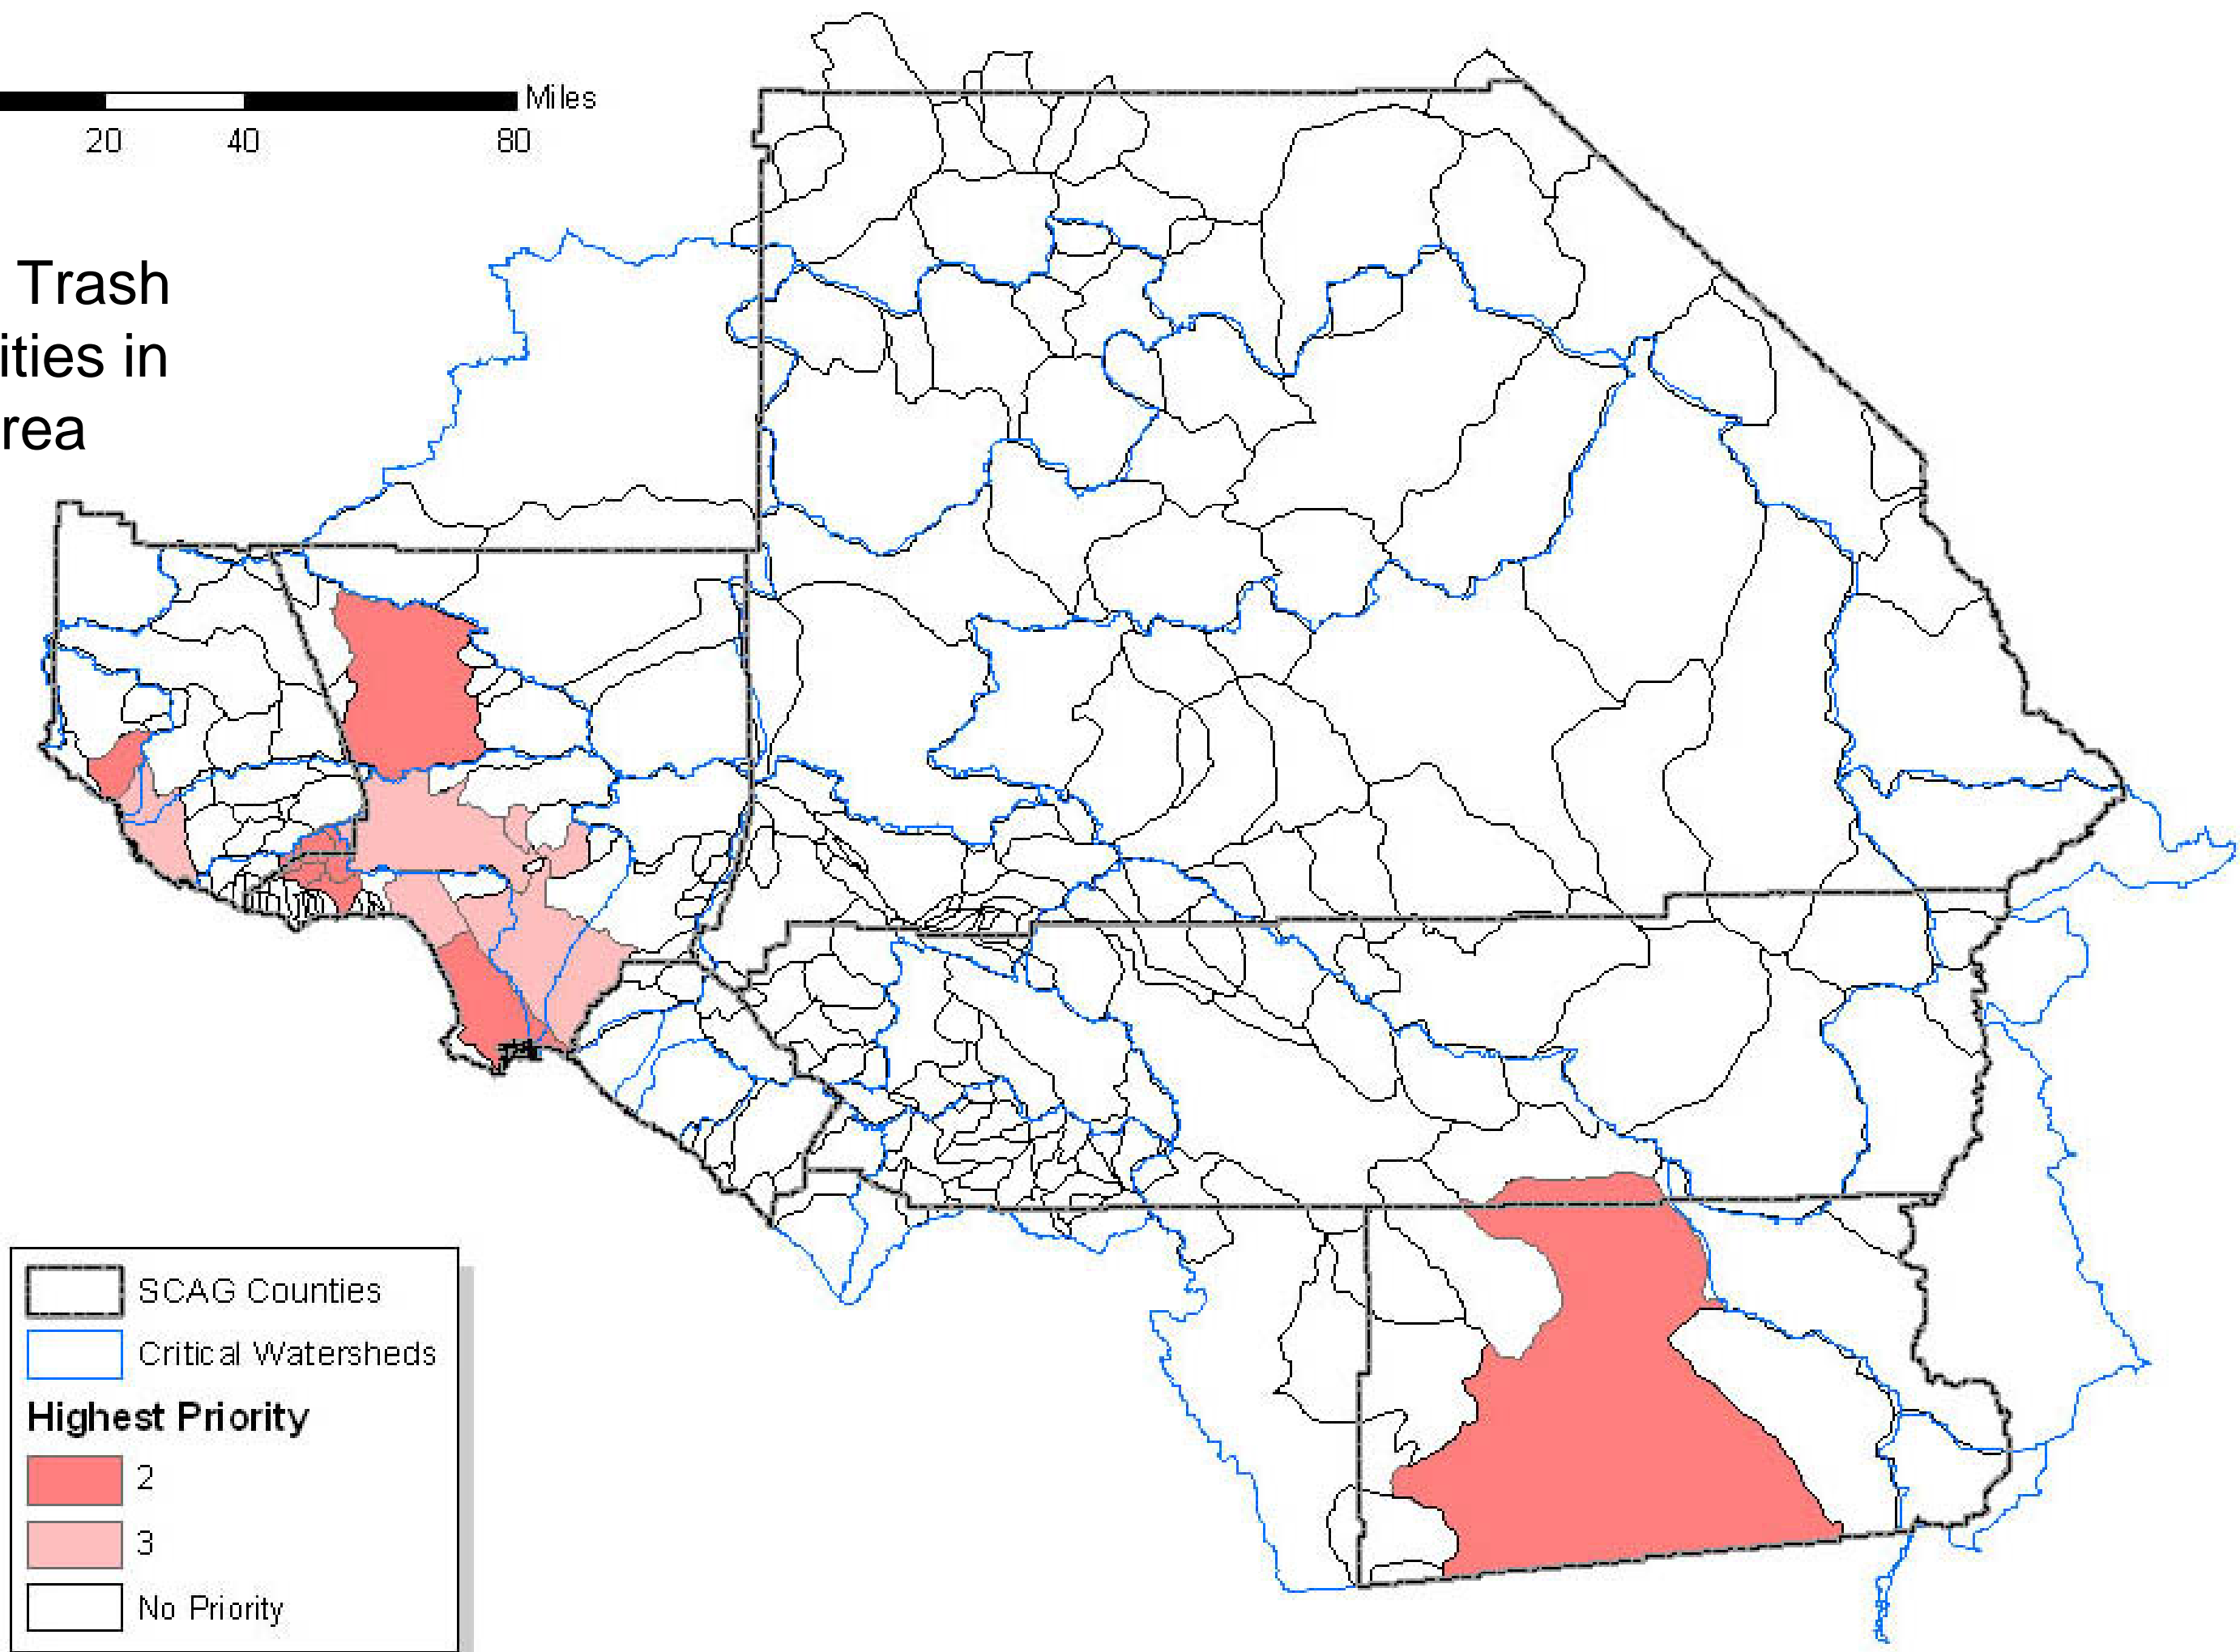 Miles
20 40 80
Trash
ities in
rea
SCAG Counties
Critical Watersheds
Highest Priority
2
3
No Priority